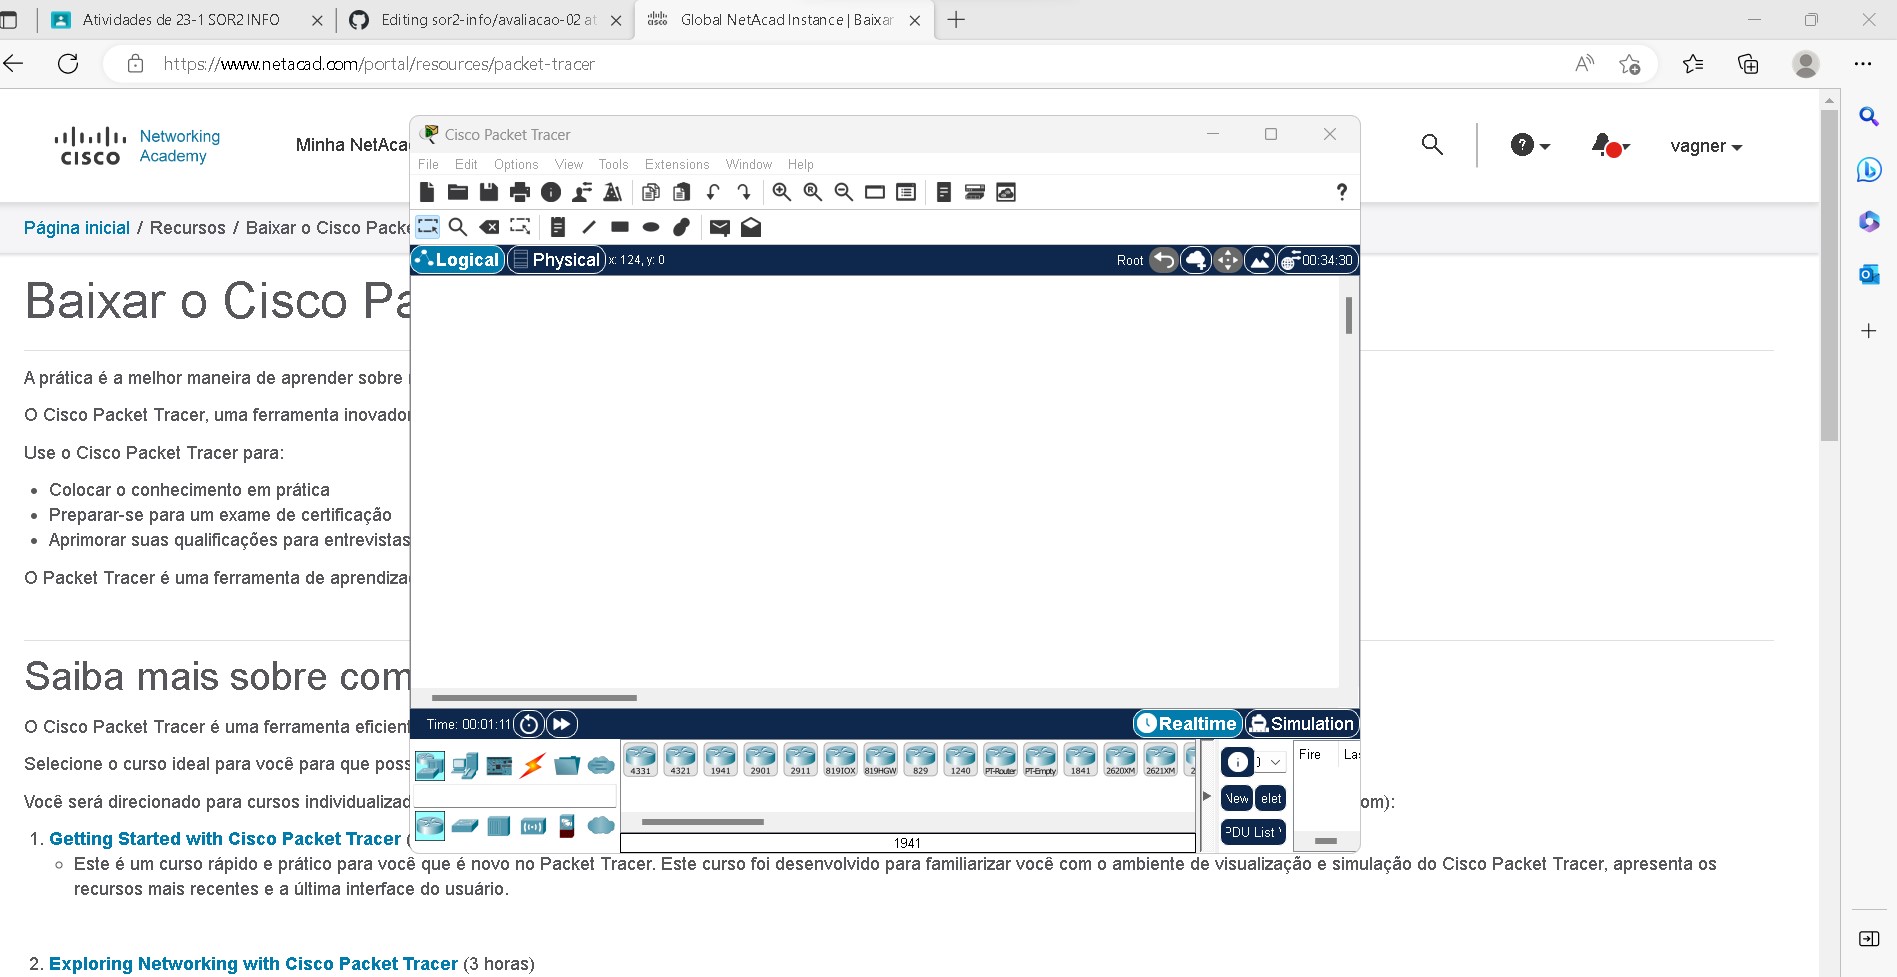 Atividades de 23-1 SOR2 INFO
Editing sor2-info/avaliacao-02 at
Global NetAcad Instance | Baixar
https://www.netacad.com/portal/resources/packet-tracer
CISCO
Networking
Academy
Minha NetAcad
?
vagner
Página inicial / Recursos / Baixar o Cisco Packe
Baixar o Cisco Pa
A prática é a melhor maneira de aprender sobre
O Cisco Packet Tracer, uma ferramenta inovador
Use o Cisco Packet Tracer para:
• Colocar o conhecimento em prática
• Preparar-se para um exame de certificação
• Aprimorar suas qualificações para entrevistas
O Packet Tracer é uma ferramenta de aprendizad
Saiba mais sobre com
O Cisco Packet Tracer é uma ferramenta eficient
Selecione o curso ideal para você para que poss
Você será direcionado para cursos individualizad
om):
1. Getting Started with Cisco Packet Tracer (
Este é um curso rápido e prático para você que é novo no Packet Tracer. Este curso foi desenvolvido para familiarizar você com o ambiente de visualização e simulação do Cisco Packet Tracer, apresenta os
recursos mais recentes e a última interface do usuário.
2. Exploring Networking with Cisco Packet Tracer (3 horas)
Cisco Packet Tracer
File Edit Options View Tools Extensions Window Help
?
Logical Physical x: 124, y: 0
Root 00:34:30
Time: 00:01:11
Realtime Simulation
4331 4321 1941 2901 2911 819IOX 819HGW 829 1240 PT-Router PT-Empty 1841 2620XM 2621XM 2
1941
0
New elet
PDU List
Fire Las